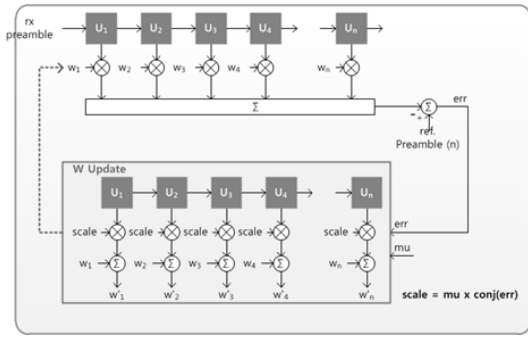 rx
preamble
U1 U2 U3 U4 Un
w1 w2 w3 w4 wn
Σ
Σ
- +
err
ref.
Preamble (n)
W Update
U1 U2 U3 U4 Un
err
scale scale scale scale scale
mu
w1 Σ w2 Σ w3 Σ w4 Σ wn Σ
w'1 w'2 w'3 w'4 w'n
scale = mu x conj(err)